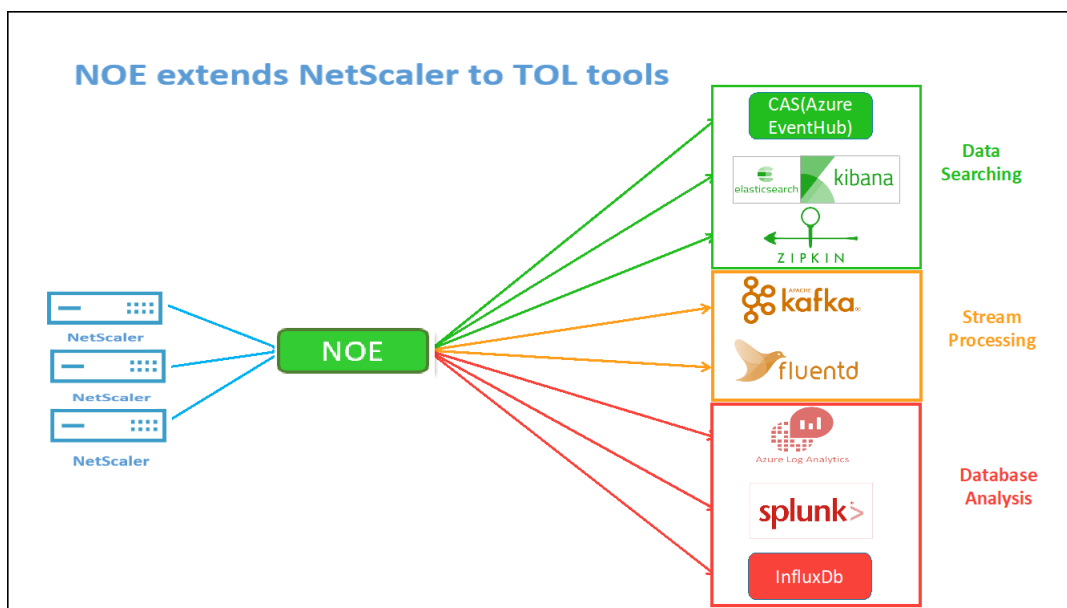 NOE extends NetScaler to TOL tools
CAS(Azure
EventHub)
elasticsearch
kibana
ZIPKIN
Data
Searching
NetScaler
NetScaler
NetScaler
NOE
APACHE
kafka®
fluentd
Stream
Processing
Azure Log Analytics
splunk>
InfluxDb
Database
Analysis